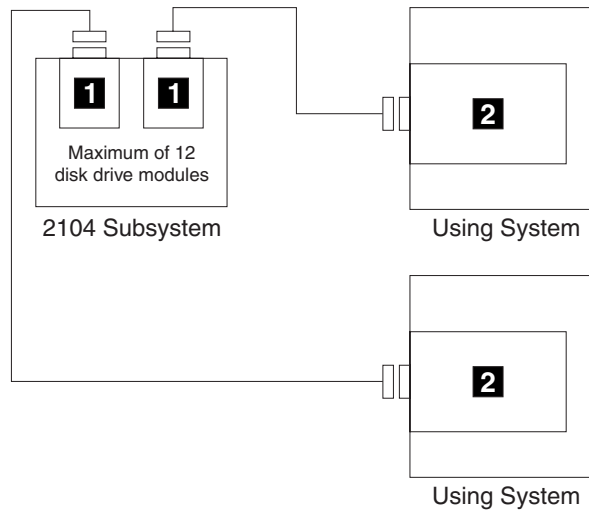 1 1
2
Maximum of 12
disk drive modules
2104 Subsystem
Using System
2
Using System